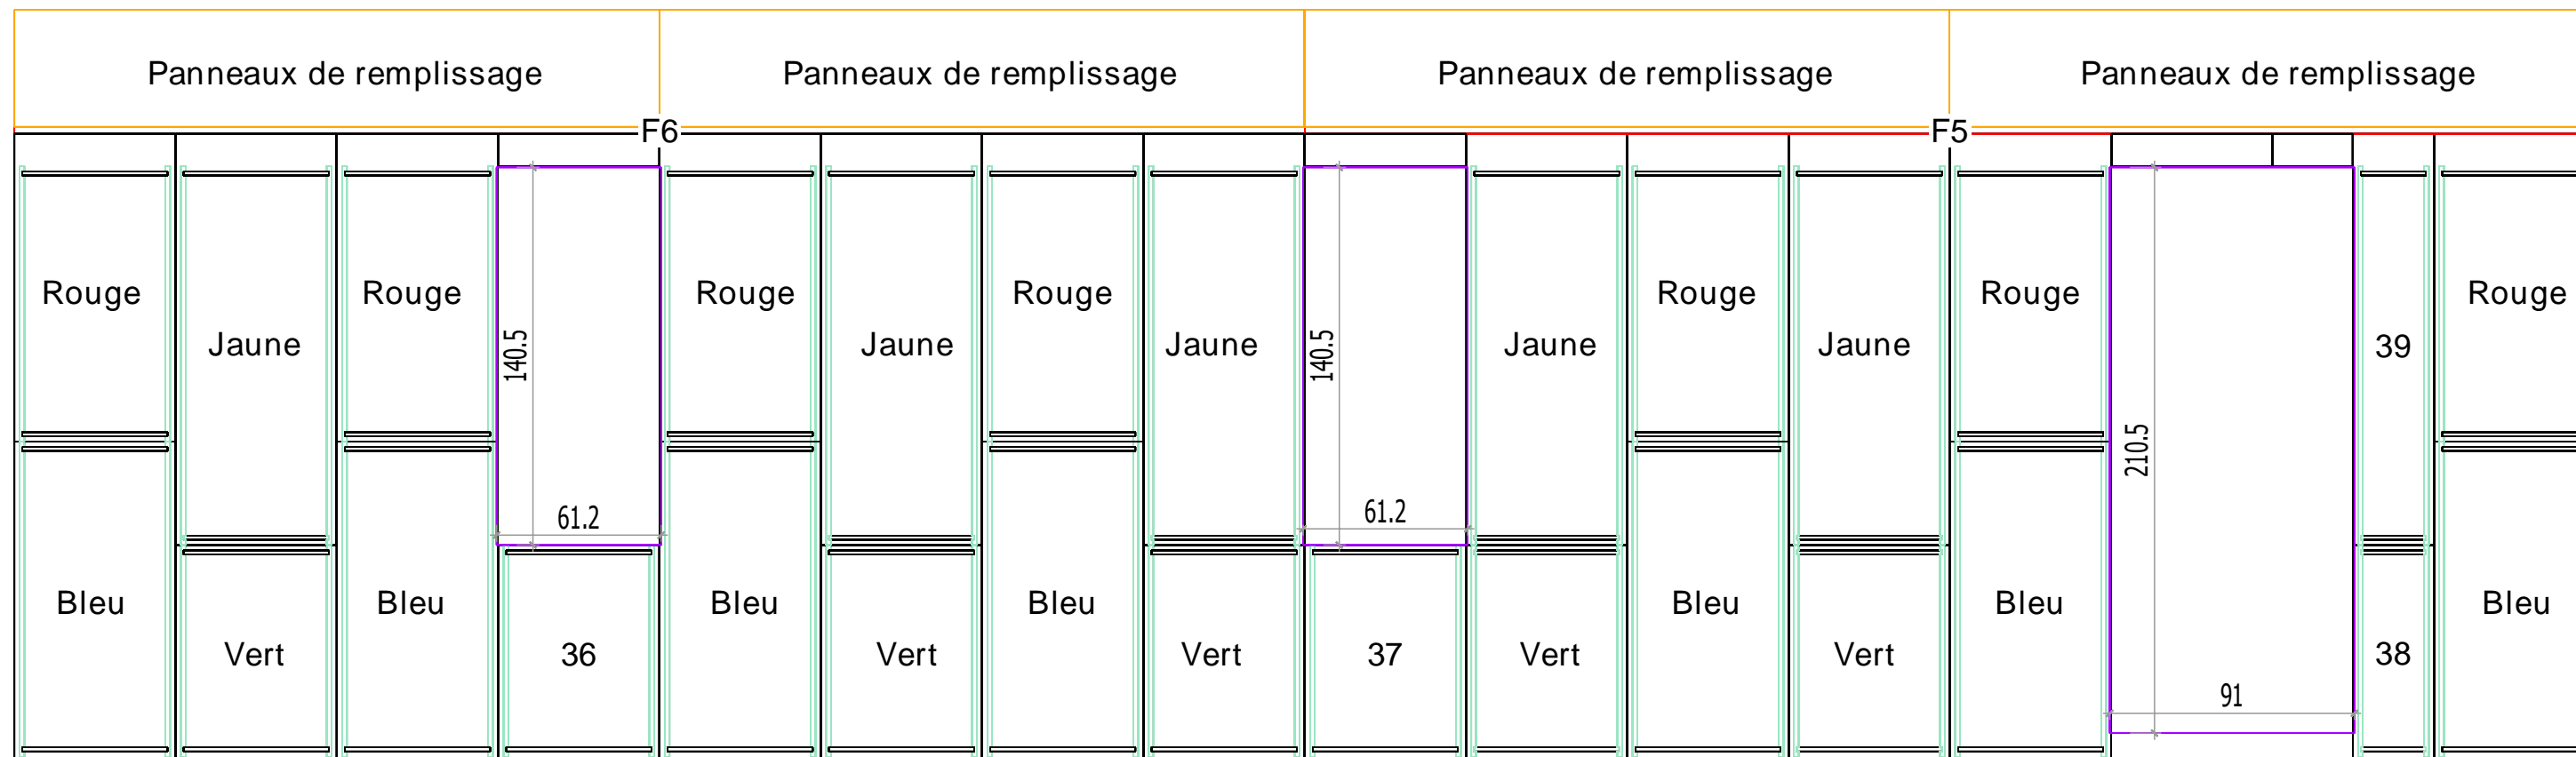 Panneaux de remplissage Panneaux de remplissage Panneaux de remplissage Panneaux de remplissage
F6 F5
Rouge Rouge Rouge Rouge Rouge Rouge Rouge
Jaune 140.5 Jaune Jaune 140.5 Jaune Jaune 39
210.5
61.2 61.2
Bleu Bleu Bleu Bleu Bleu Bleu Bleu
Vert 36 Vert Vert 37 Vert Vert 38
91